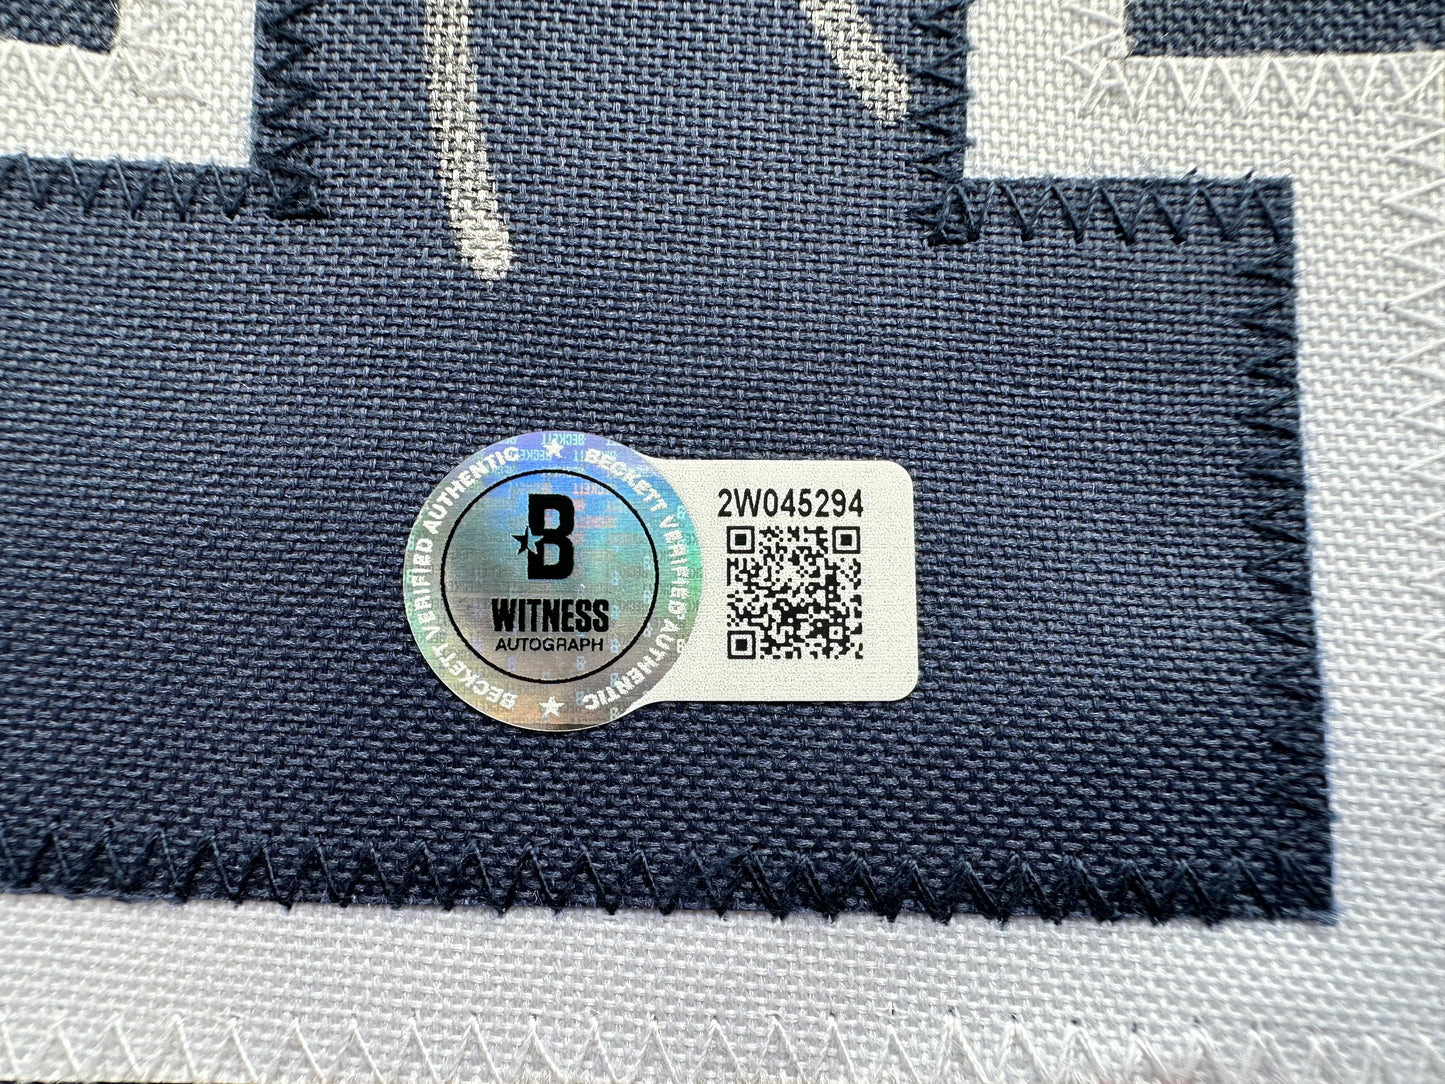 BECKETT VERIFIED AUTHENTIC ★ BECKETT VERIFIED AUTHENTIC ★
B
WITNESS
AUTOGRAPH
2W045294